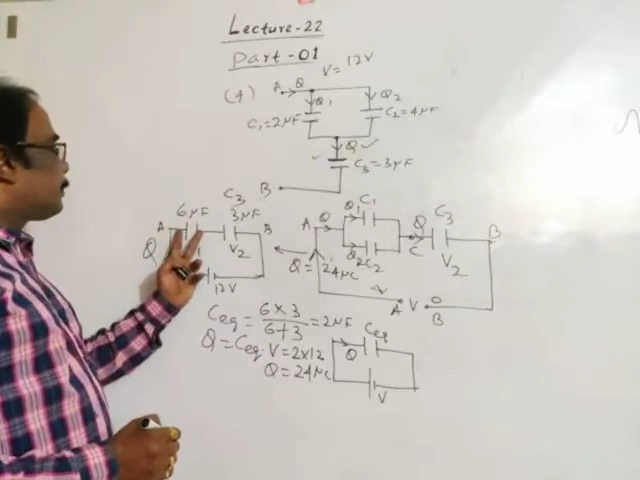 Lecture-22
Part-01
V = 12V
(4) A Q
Q1 Q2
C1=2μF C2=4μF
Q
C3=3μF
B
6μF C3
3μF
A B
Q V2
12V
C1 C3
Q1
A Q Q B
Q2 C2 C
V2
Q = 24μC
V
A V B
Ceq = 6×3/6+3 = 2μF
Q = Ceq. V = 2×12
Q = 24μC
Ceq
Q
V